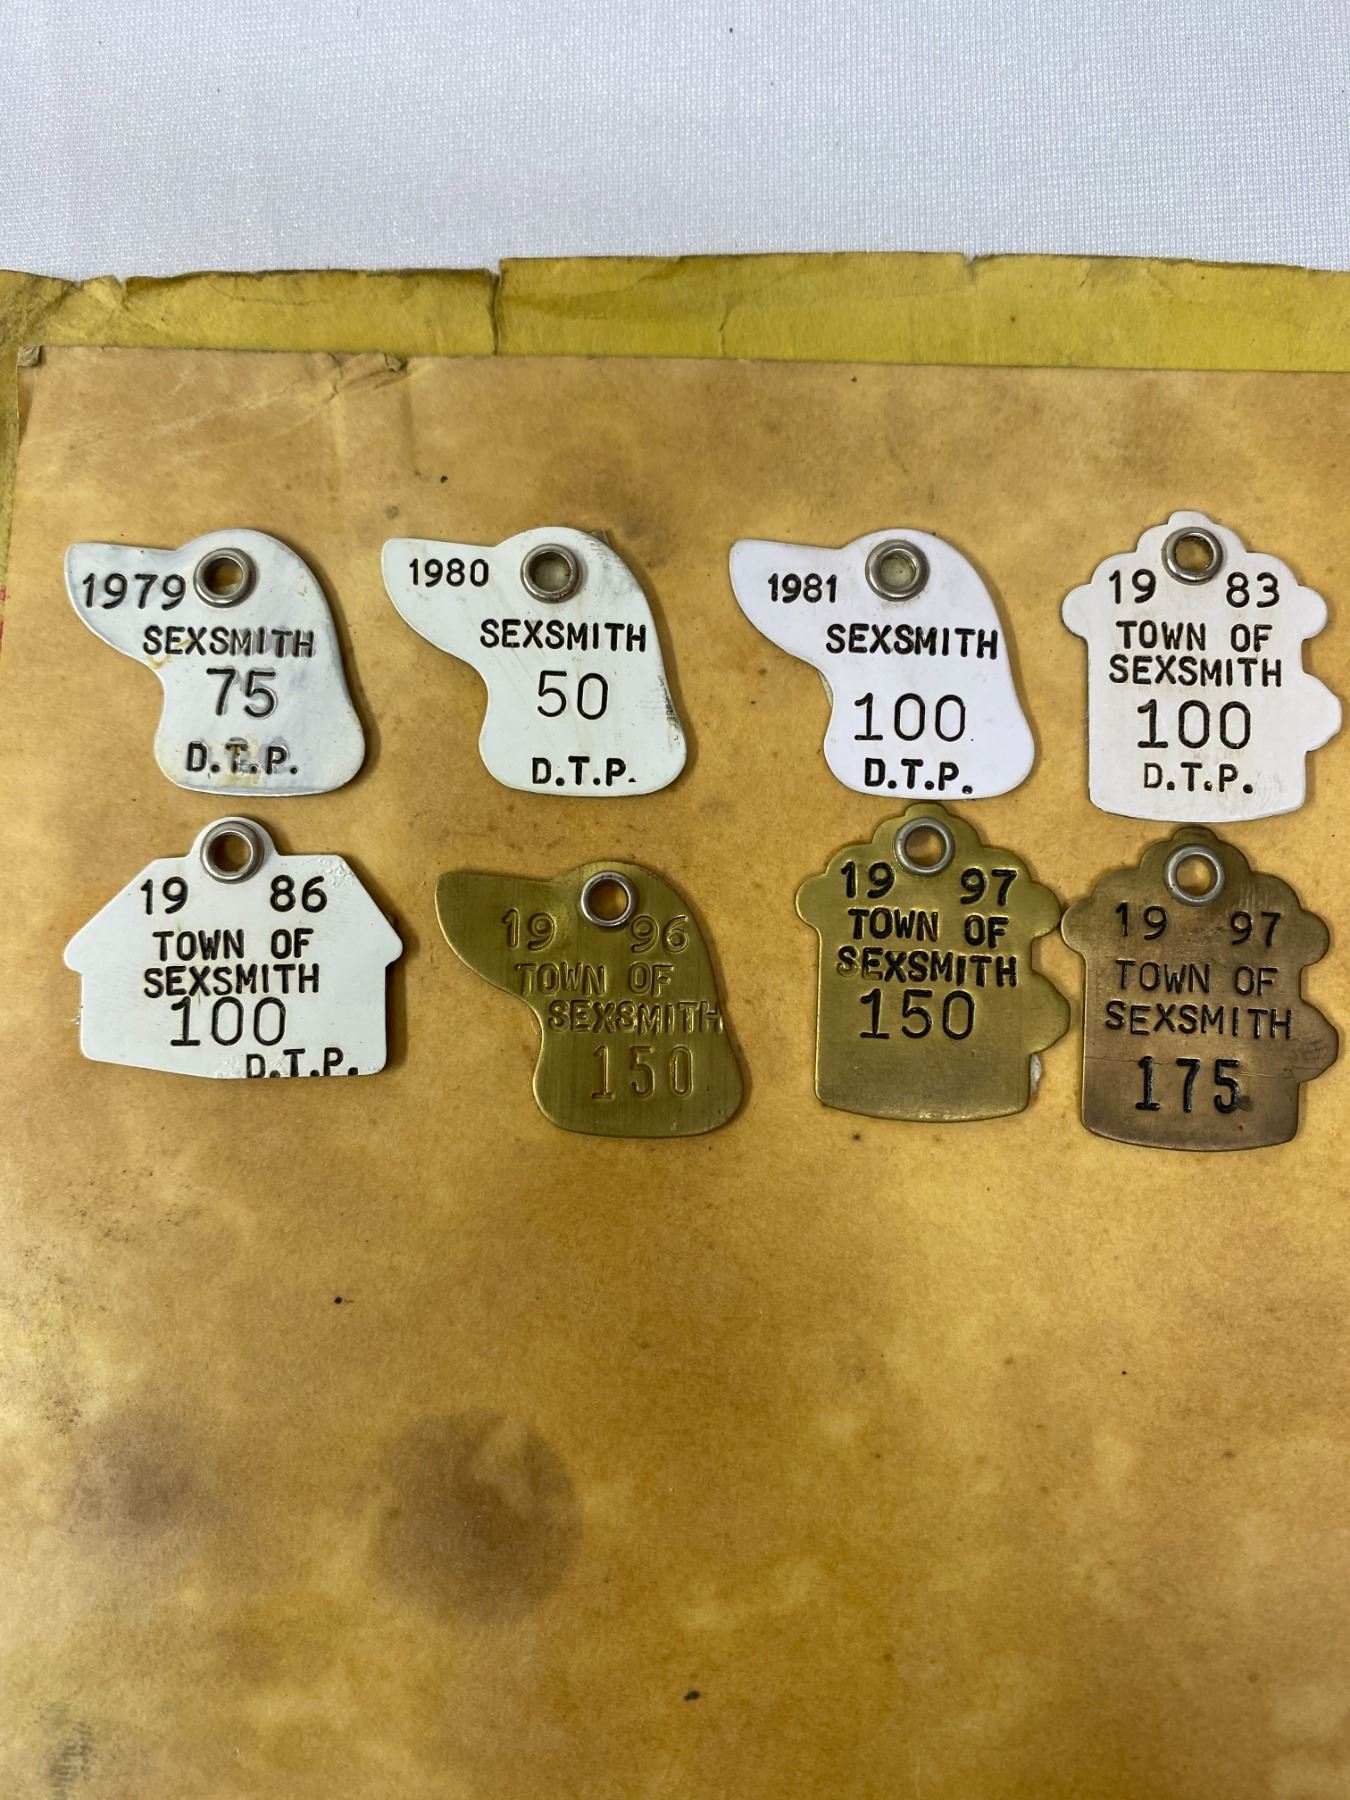 1979
SEXSMITH
75
D.T.P.
1980
SEXSMITH
50
D.T.P.
1981
SEXSMITH
100
D.T.P.
19 83
TOWN OF
SEXSMITH
100
D.T.P.
19 86
TOWN OF
SEXSMITH
100
D.T.P.
19 96
TOWN OF
SEXSMITH
150
19 97
TOWN OF
SEXSMITH
150
19 97
TOWN OF
SEXSMITH
175